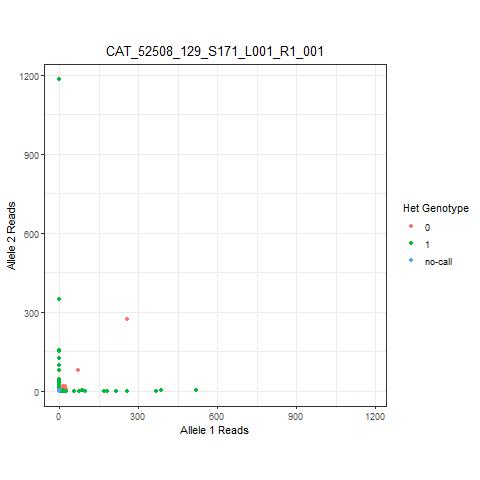 CAT_52508_129_S171_L001_R1_001
1200
900
600
300
0
Allele 2 Reads
0 300 600 900 1200
Allele 1 Reads
Het Genotype
0
1
no-call